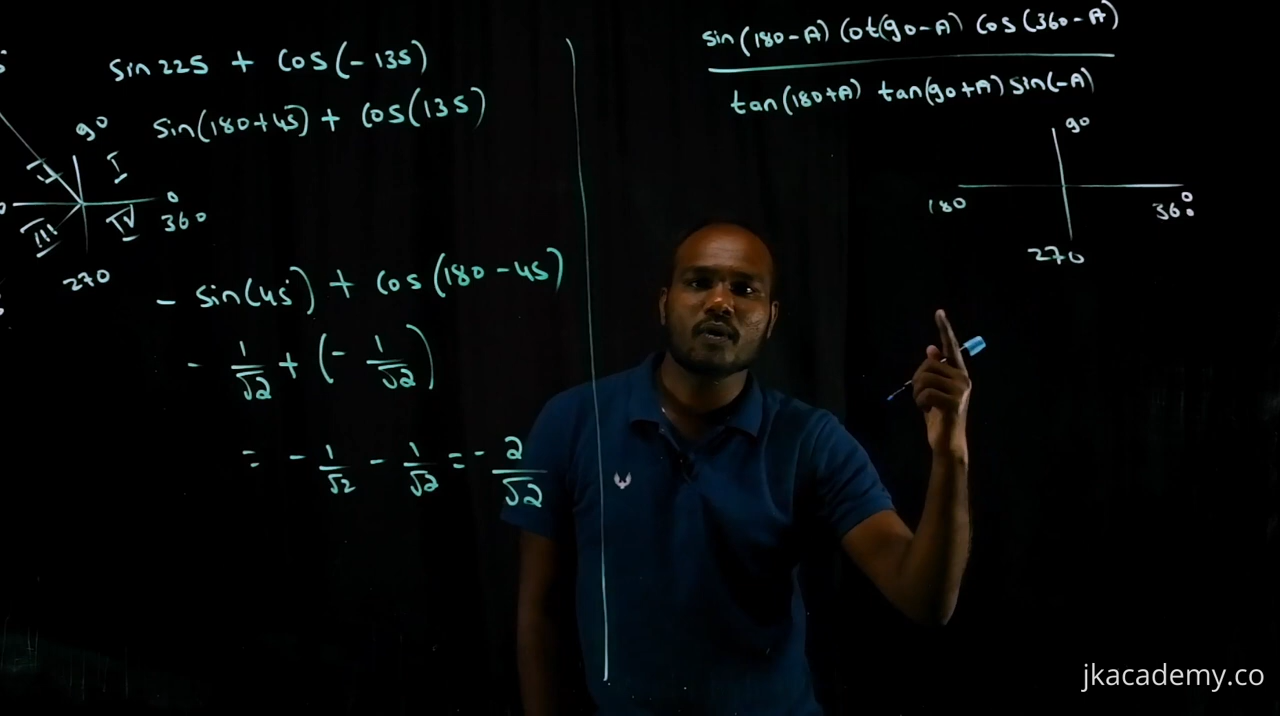 sin 225 + cos(-135)
sin(180+45) + cos(135)
90
I
II
0
360
III
IV
270
- sin(45) + cos(180-45)
- 1/√2 + (- 1/√2)
= - 1/√2 - 1/√2 = - 2/√2
sin(180-A) cot(90-A) cos(360-A)
tan(180+A) tan(90+A) sin(-A)
90
180
0
360
270
jkacademy.co